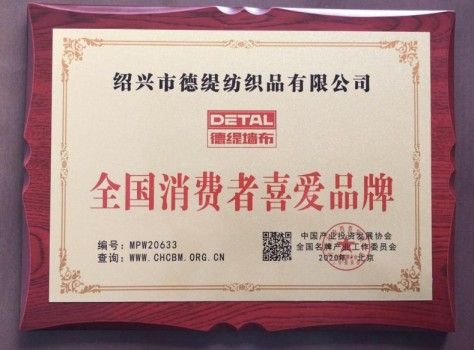 绍兴市德缇纺织品有限公司
DETAL
德缇墙布
全国消费者喜爱品牌
编号：MPW20633
查询：WWW.CHCBM.ORG.CN
中国产业投资发展协会
全国名牌产业工作委员会
2020年·北京